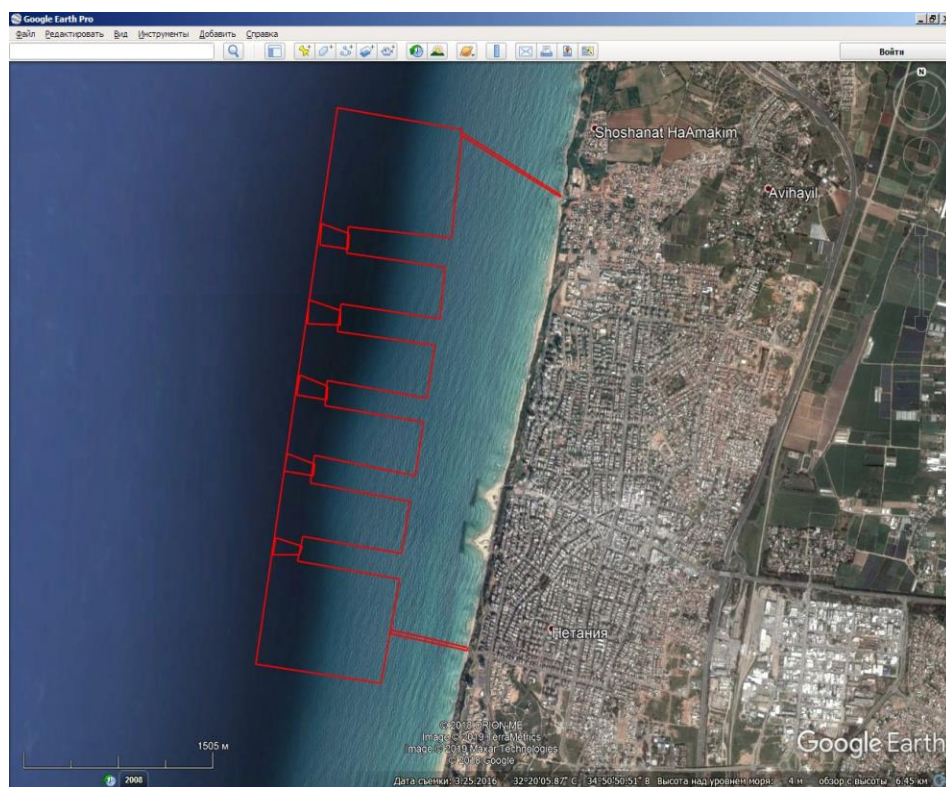 Google Earth Pro
Файл Редактировать Вид Инструменты Добавить Справка
Войти
N
Shoshanat HaAmakim
Avihayil
Нетания
© 2018 ORION-ME
Image © 2019 TerraMetrics
Image © 2019 Maxar Technologies
© 2018 Google
Google Earth
1505 м
2008
Дата съемки: 3.25.2016 32°20'05.87" С 34°50'50.51" В Высота над уровнем моря: 4 м обзор с высоты 6.45 км